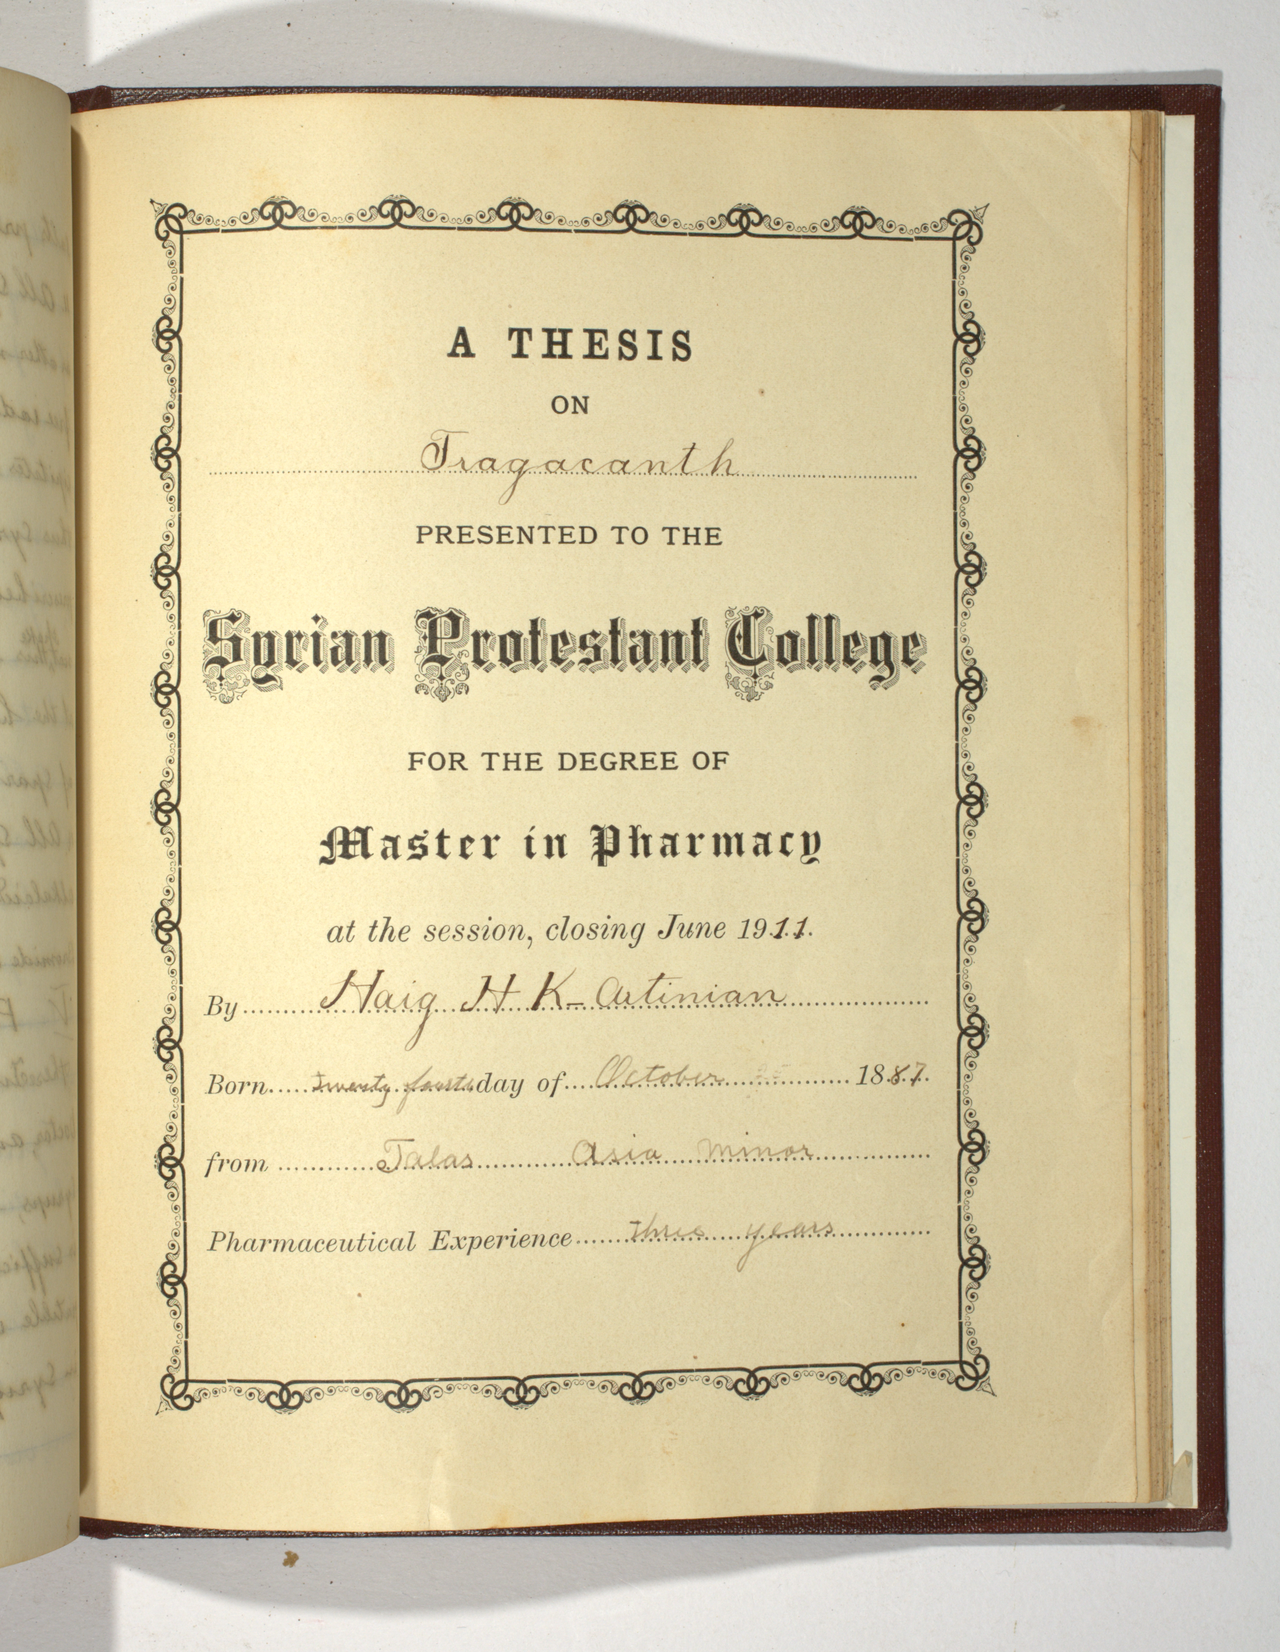 A THESIS
ON
Tragacanth
PRESENTED TO THE
Syrian Protestant College
FOR THE DEGREE OF
Master in Pharmacy
at the session, closing June 1911.
By Haig H. K. Artinian
Born twenty fourth day of October 1887.
from Talas Asia Minor
Pharmaceutical Experience three years